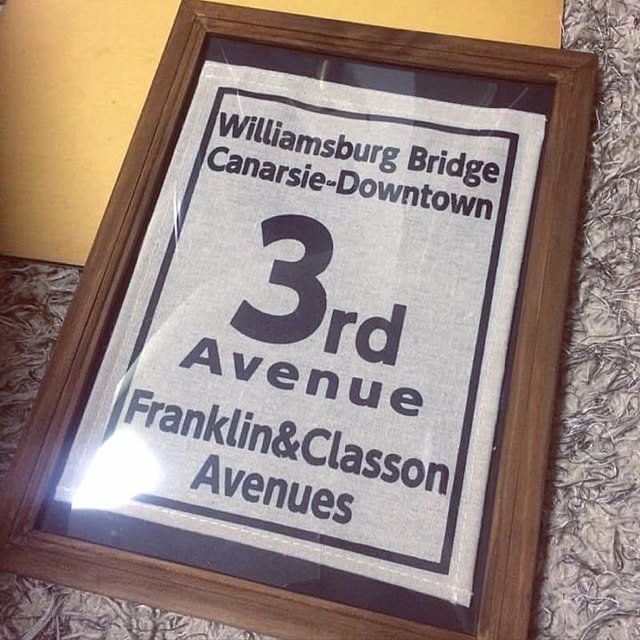 Williamsburg Bridge
Canarsie-Downtown
3rd
Avenue
Franklin&Classon
Avenues